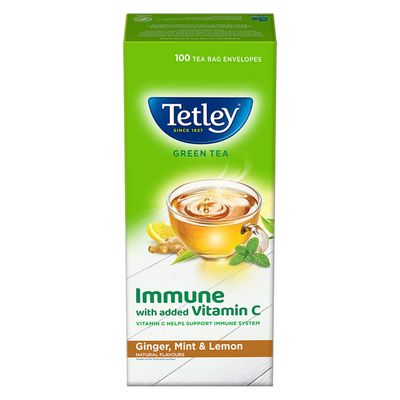 100 TEA BAG ENVELOPES
Tetley
SINCE 1837
GREEN TEA
Immune
with added Vitamin C
VITAMIN C HELPS SUPPORT IMMUNE SYSTEM
Ginger, Mint & Lemon
NATURAL FLAVOURS